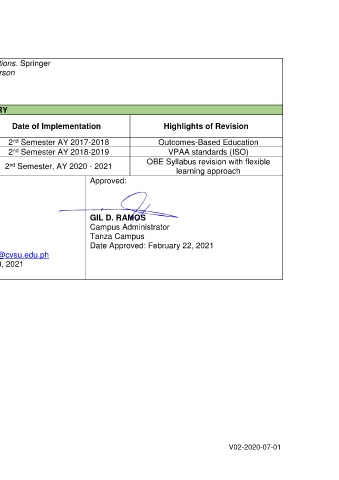 tions. Springer
erson
RY
Date of Implementation Highlights of Revision
2nd Semester AY 2017-2018 Outcomes-Based Education
2nd Semester AY 2018-2019 VPAA standards (ISO)
2nd Semester, AY 2020 - 2021 OBE Syllabus revision with flexible
learning approach
Approved:
GIL D. RAMOS
Campus Administrator
Tanza Campus
Date Approved: February 22, 2021
@cvsu.edu.ph
, 2021
V02-2020-07-01